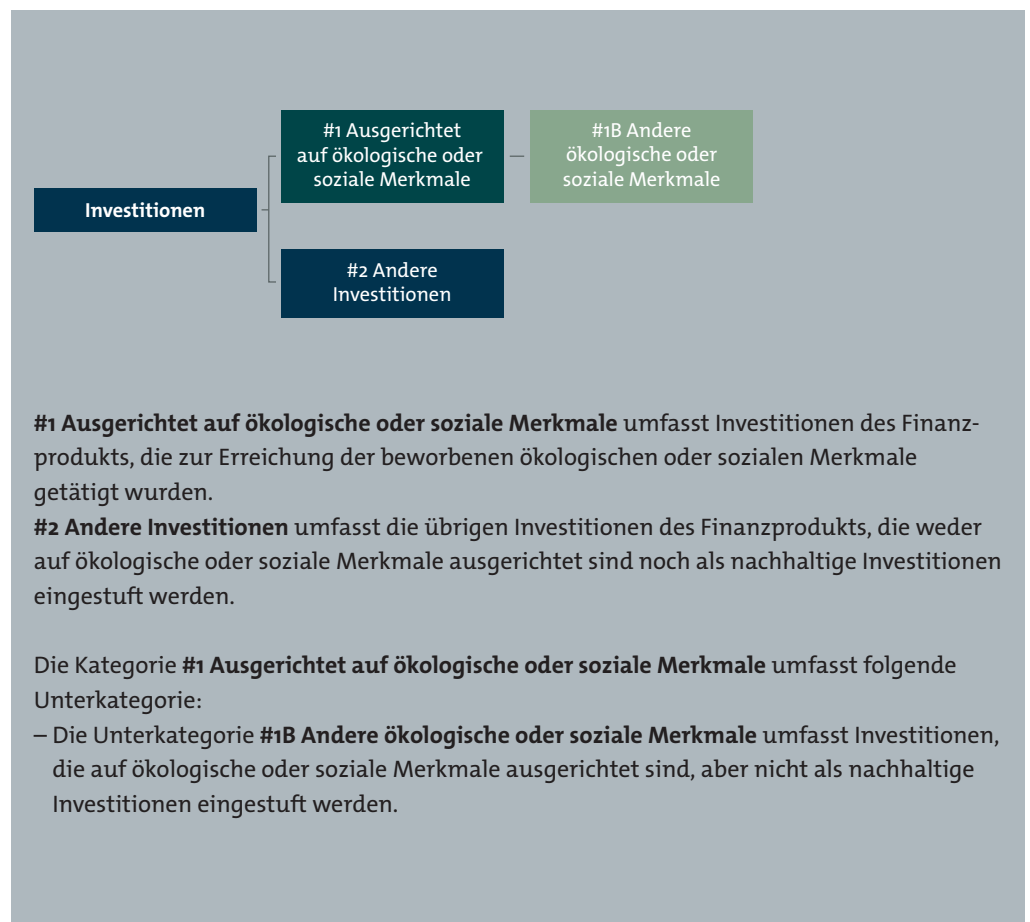 #1 Ausgerichtet
auf ökologische oder
soziale Merkmale
#1B Andere
ökologische oder
soziale Merkmale
Investitionen
#2 Andere
Investitionen
#1 Ausgerichtet auf ökologische oder soziale Merkmale umfasst Investitionen des Finanz-
produkts, die zur Erreichung der beworbenen ökologischen oder sozialen Merkmale
getätigt wurden.
#2 Andere Investitionen umfasst die übrigen Investitionen des Finanzprodukts, die weder
auf ökologische oder soziale Merkmale ausgerichtet sind noch als nachhaltige Investitionen
eingestuft werden.
Die Kategorie #1 Ausgerichtet auf ökologische oder soziale Merkmale umfasst folgende
Unterkategorie:
– Die Unterkategorie #1B Andere ökologische oder soziale Merkmale umfasst Investitionen,
die auf ökologische oder soziale Merkmale ausgerichtet sind, aber nicht als nachhaltige
Investitionen eingestuft werden.